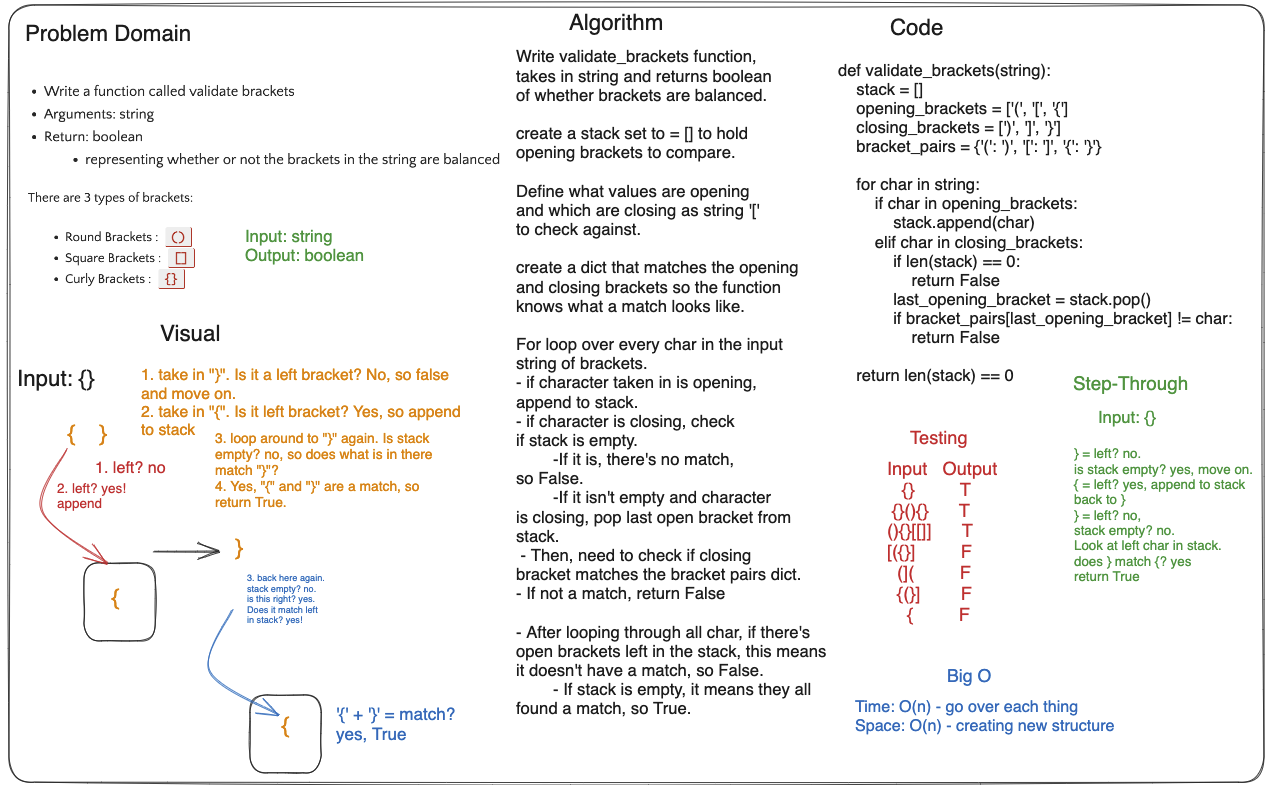 Problem Domain
• Write a function called validate brackets
• Arguments: string
• Return: boolean
• representing whether or not the brackets in the string are balanced
There are 3 types of brackets:
• Round Brackets : ()
• Square Brackets : []
• Curly Brackets : {}
Input: string
Output: boolean
Visual
Input: {}
1. take in "}". Is it a left bracket? No, so false
and move on.
2. take in "{". Is it left bracket? Yes, so append
to stack
3. loop around to "}" again. Is stack
empty? no, so does what is in there
match "}"?
4. Yes, "{" and "}" are a match, so
return True.
{ }
1. left? no
2. left? yes!
append
{
}
3. back here again.
stack empty? no.
is this right? yes.
Does it match left
in stack? yes!
{
'{' + '}' = match?
yes, True
Algorithm
Write validate_brackets function,
takes in string and returns boolean
of whether brackets are balanced.
create a stack set to = [] to hold
opening brackets to compare.
Define what values are opening
and which are closing as string '['
to check against.
create a dict that matches the opening
and closing brackets so the function
knows what a match looks like.
For loop over every char in the input
string of brackets.
- if character taken in is opening,
append to stack.
- if character is closing, check
if stack is empty.
-If it is, there's no match,
so False.
-If it isn't empty and character
is closing, pop last open bracket from
stack.
- Then, need to check if closing
bracket matches the bracket pairs dict.
- If not a match, return False
- After looping through all char, if there's
open brackets left in the stack, this means
it doesn't have a match, so False.
- If stack is empty, it means they all
found a match, so True.
Code
def validate_brackets(string):
stack = []
opening_brackets = ['(', '[', '{']
closing_brackets = [')', ']', '}']
bracket_pairs = {'(': ')', '[': ']', '{': '}'}
for char in string:
if char in opening_brackets:
stack.append(char)
elif char in closing_brackets:
if len(stack) == 0:
return False
last_opening_bracket = stack.pop()
if bracket_pairs[last_opening_bracket] != char:
return False
return len(stack) == 0
Testing
Input Output
{} T
{}(){} T
(){}[[]] T
[({}] F
(]( F
{(}] F
{ F
Step-Through
Input: {}
} = left? no.
is stack empty? yes, move on.
{ = left? yes, append to stack
back to }
} = left? no,
stack empty? no.
Look at left char in stack.
does } match {? yes
return True
Big O
Time: O(n) - go over each thing
Space: O(n) - creating new structure